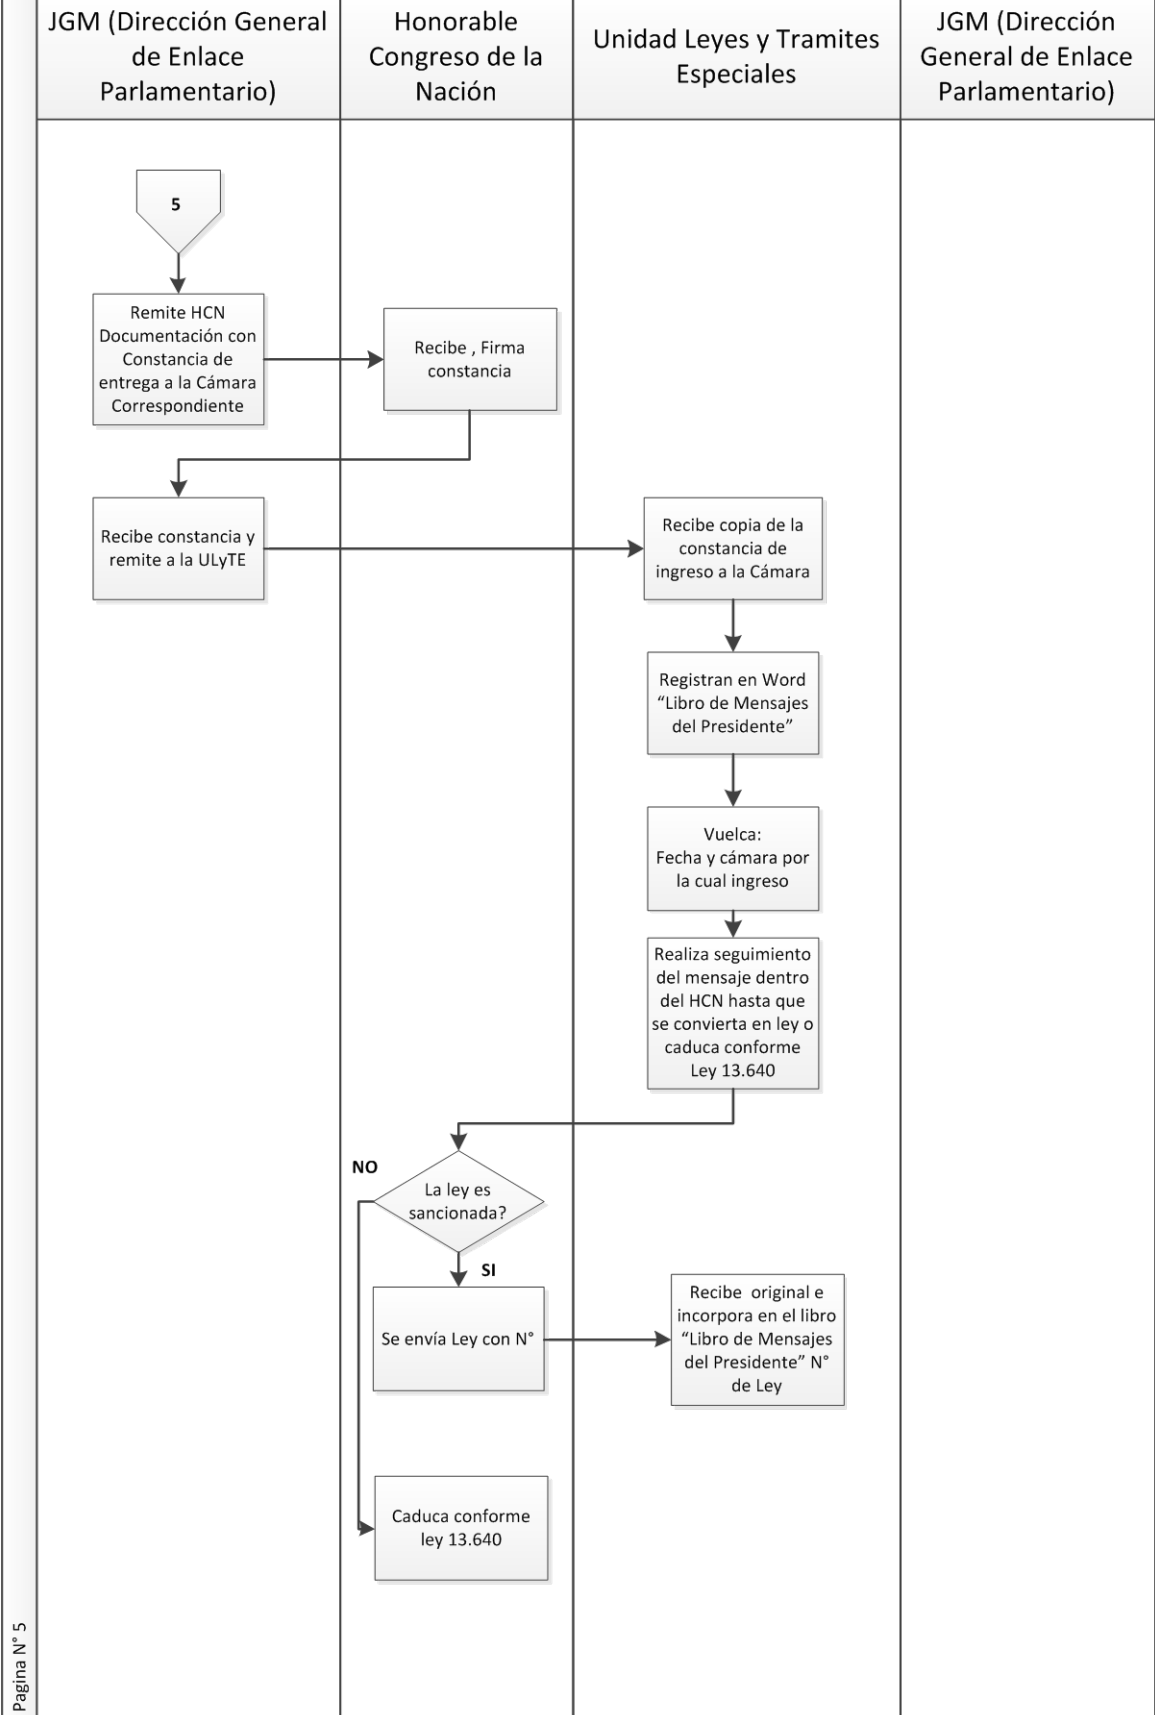 JGM (Dirección General
de Enlace
Parlamentario)
Honorable
Congreso de la
Nación
Unidad Leyes y Tramites
Especiales
JGM (Dirección
General de Enlace
Parlamentario)
5
Remite HCN
Documentación con
Constancia de
entrega a la Cámara
Correspondiente
Recibe , Firma
constancia
Recibe constancia y
remite a la ULyTE
Recibe copia de la
constancia de
ingreso a la Cámara
Registran en Word
“Libro de Mensajes
del Presidente”
Vuelca:
Fecha y cámara por
la cual ingreso
Realiza seguimiento
del mensaje dentro
del HCN hasta que
se convierta en ley o
caduca conforme
Ley 13.640
NO
La ley es
sancionada?
SI
Se envía Ley con N°
Recibe original e
incorpora en el libro
“Libro de Mensajes
del Presidente” N°
de Ley
Caduca conforme
ley 13.640
Pagina N° 5